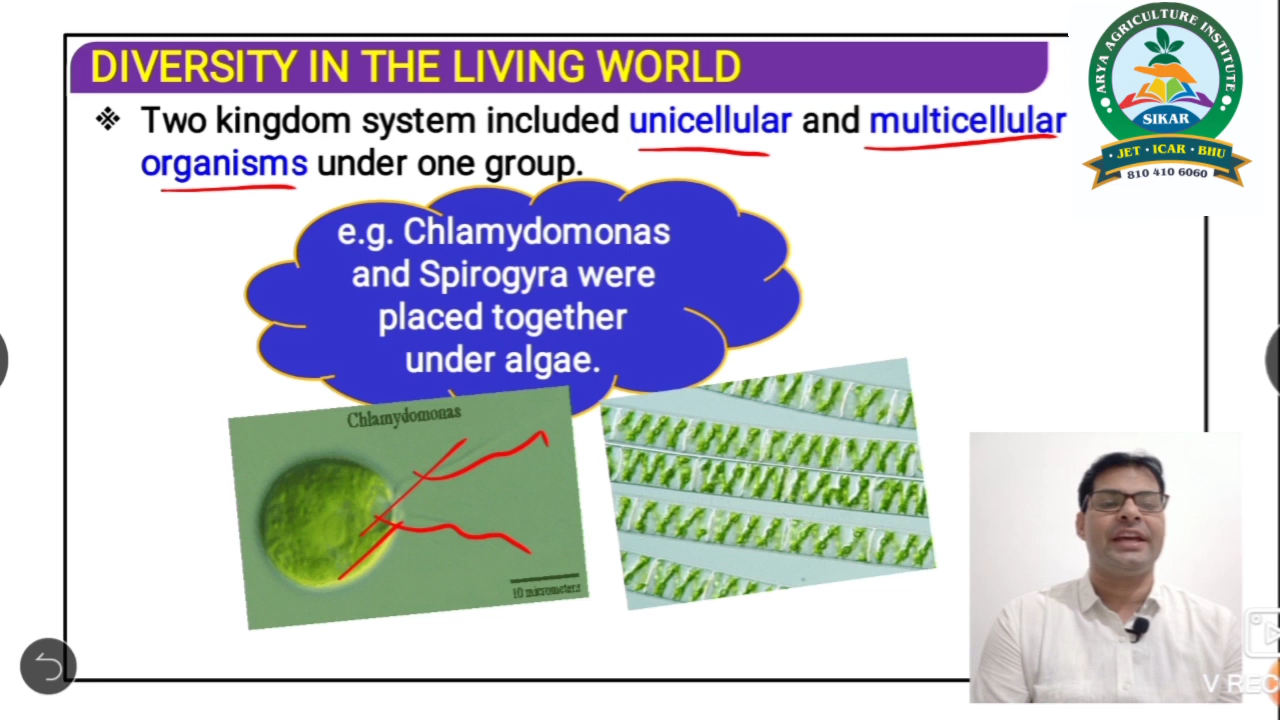 DIVERSITY IN THE LIVING WORLD
❖ Two kingdom system included unicellular and multicellular
organisms under one group.
e.g. Chlamydomonas
and Spirogyra were
placed together
under algae.
Chlamydomonas
10 micrometers
ARYA AGRICULTURE INSTITUTE
SIKAR
• JET • ICAR • BHU
810 410 6060
V REC